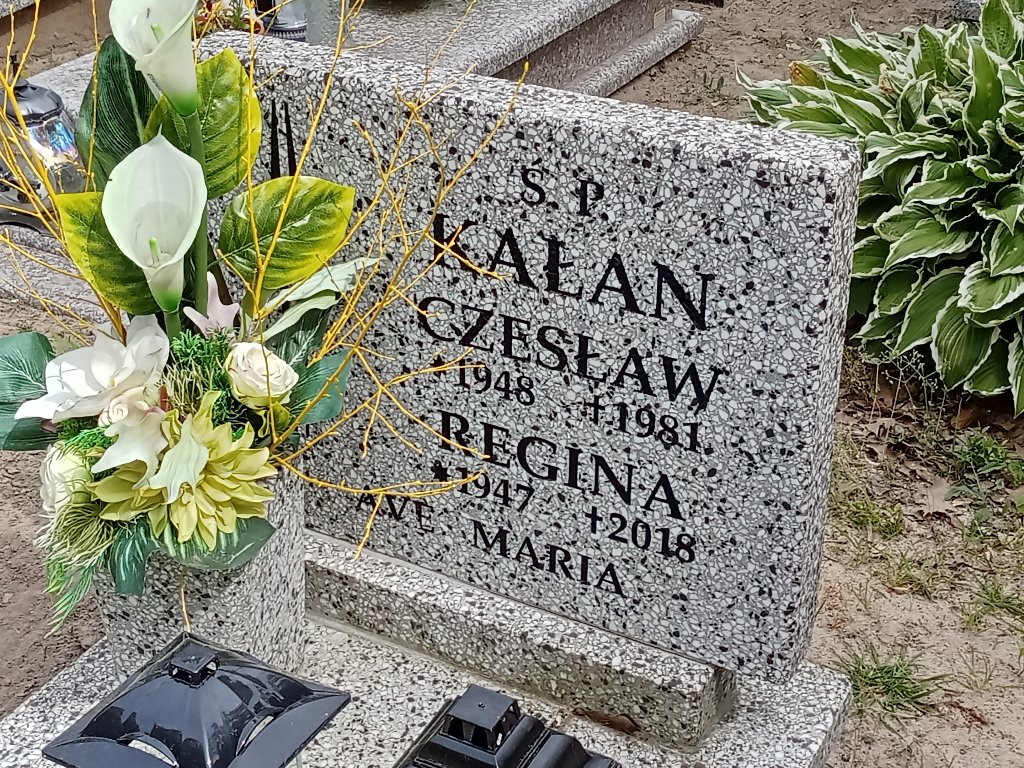 Ś. P.
KAŁAN
CZESŁAW
*1948 †1981
REGINA
*1947 †2018
AVE MARIA